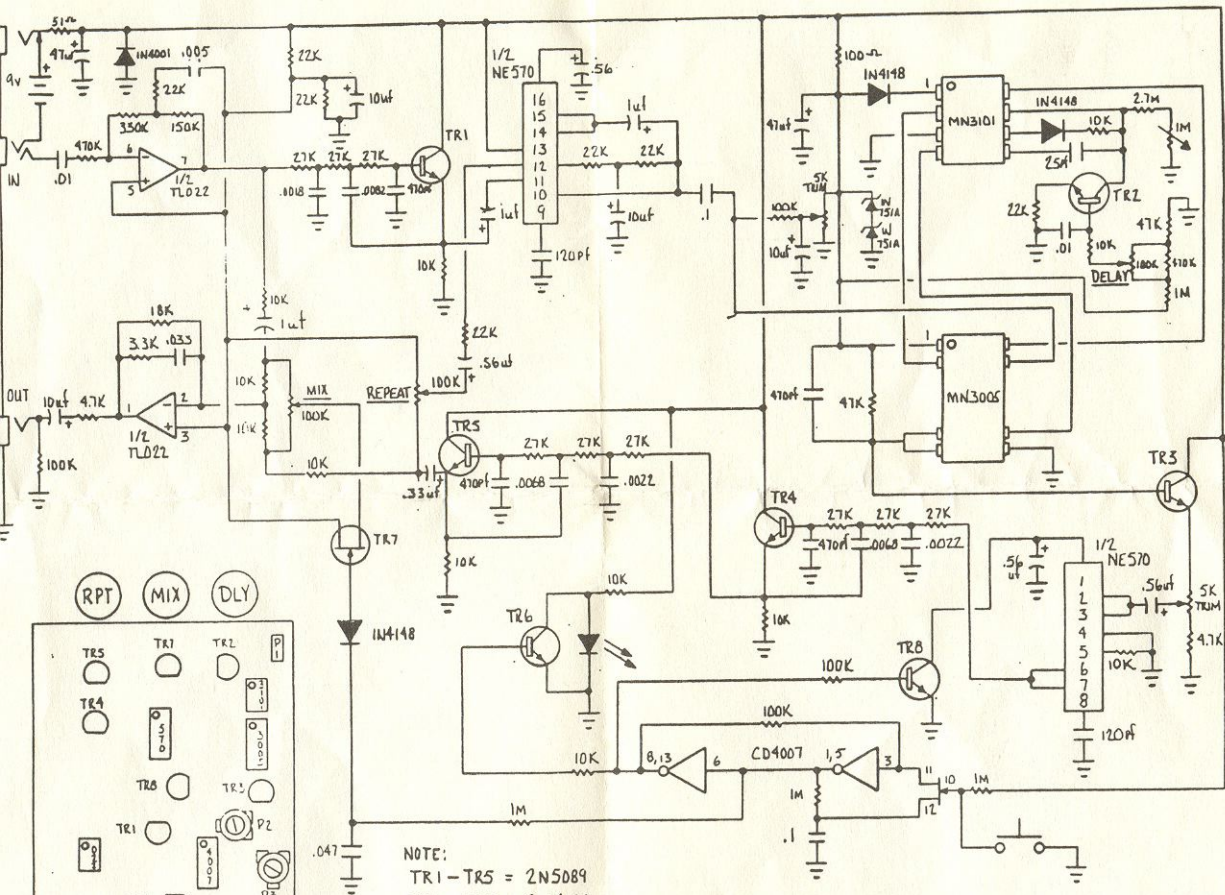 51Ω
47uf
+
9v
+
IN4001
.005
22K
330K
150K
IN
.01
470K
6
7
5
1/2
TL022
22K
22K
10uf
27K 27K 27K
.0018
.0082
470pf
TR1
10K
1uf
1/2
NE570
.56
16
15
14
13
12
11
10
9
120pf
1uf
22K
22K
10uf
.1
100K
10uf
5K
TRIM
100Ω
47uf
IN4148
IN
751A
IN
751A
1
MN3101
IN4148
10K
25pf
2.7M
1M
TR2
22K
.01
10K
DELAY
100K
47K
470K
1M
1
MN3005
470pf
47K
TR3
10K
1uf
18K
3.3K
.033
OUT
10uf
4.7K
1
2
3
1/2
TL022
100K
10K
MIX
100K
10K
10K
REPEAT
100K
22K
.56uf
.33uf
TR5
27K 27K 27K
470pf
.0068
.0022
10K
TR7
IN4148
TR4
27K 27K 27K
470pf
.0068
.0022
10K
TR6
10K
TR8
100K
.56
uf
1/2
NE570
1
2
3
4
5
6
7
8
120pf
.56uf
10K
5K
TRIM
4.7K
100K
10K
8,13
6
CD4007
1,5
3
11
10
12
1M
1M
.1
1M
.047
RPT
MIX
DLY
TR5
TR7
TR2
P1
TR4
570
TR8
TR3
TR1
P2
4007
NOTE:
TR1-TR5 = 2N5089